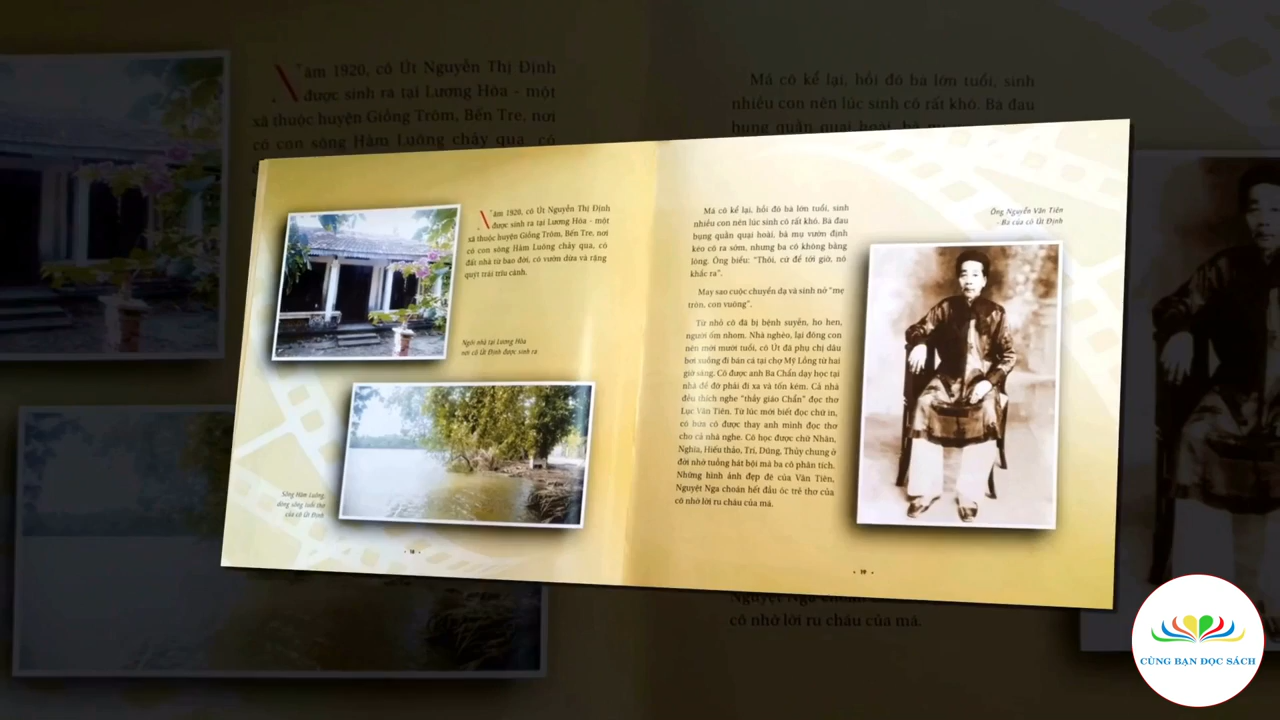 Năm 1920, cô Út Nguyễn Thị Định
được sinh ra tại Lương Hòa - một
xã thuộc huyện Giồng Trôm, Bến Tre, nơi
có con sông Hàm Luông chảy qua, có
đất nhà từ bao đời, có vườn dừa và rặng
quýt trái trĩu cành.
Ngôi nhà tại Lương Hòa
nơi cô Út Định được sinh ra
Sông Hàm Luông,
dòng sông tuổi thơ
của cô Út Định
• 18 •
Má cô kể lại, hồi đó bà lớn tuổi, sinh
nhiều con nên lúc sinh cô rất khó. Bà đau
bụng quằn quại hoài, bà mụ vườn định
kéo cô ra sớm, nhưng ba cô không bằng
lòng. Ông biểu: "Thôi, cứ để tới giờ, nó
khắc ra".
May sao cuộc chuyển dạ và sinh nở "mẹ
tròn, con vuông".
Từ nhỏ cô đã bị bệnh suyễn, ho hen,
người ốm nhom. Nhà nghèo, lại đông con
nên mới mười tuổi, cô Út đã phụ chị dâu
bơi xuồng đi bán cá tại chợ Mỹ Lồng từ hai
giờ sáng. Cô được anh Ba Chẩn dạy học tại
nhà để đỡ phải đi xa và tốn kém. Cả nhà
đều thích nghe "thầy giáo Chẩn" đọc thơ
Lục Vân Tiên. Từ lúc mới biết đọc chữ in,
có bữa cô được thay anh mình đọc thơ
cho cả nhà nghe. Cô học được chữ Nhân,
Nghĩa, Hiếu thảo, Trí, Dũng, Thủy chung ở
đời nhờ tuồng hát bội mà ba cô phân tích.
Những hình ảnh đẹp đẽ của Vân Tiên,
Nguyệt Nga choán hết đầu óc trẻ thơ của
cô nhờ lời ru cháu của má.
Ông Nguyễn Văn Tiên
- Ba của cô Út Định
• 19 •
CÙNG BẠN ĐỌC SÁCH